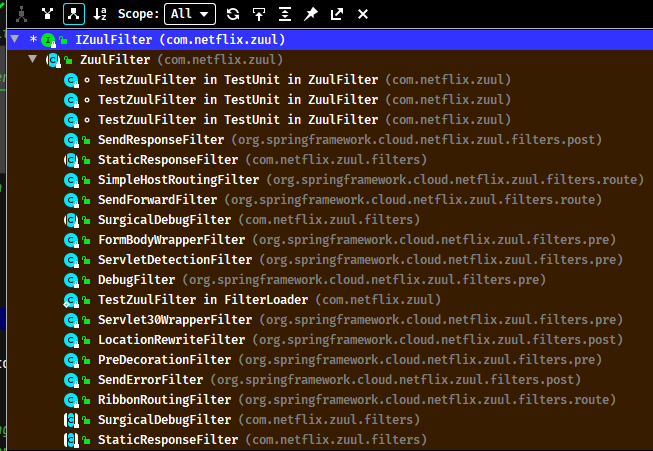 Scope: All
* IZuulFilter (com.netflix.zuul)
ZuulFilter (com.netflix.zuul)
TestZuulFilter in TestUnit in ZuulFilter (com.netflix.zuul)
TestZuulFilter in TestUnit in ZuulFilter (com.netflix.zuul)
TestZuulFilter in TestUnit in ZuulFilter (com.netflix.zuul)
SendResponseFilter (org.springframework.cloud.netflix.zuul.filters.post)
StaticResponseFilter (com.netflix.zuul.filters)
SimpleHostRoutingFilter (org.springframework.cloud.netflix.zuul.filters.route)
SendForwardFilter (org.springframework.cloud.netflix.zuul.filters.route)
SurgicalDebugFilter (com.netflix.zuul.filters)
FormBodyWrapperFilter (org.springframework.cloud.netflix.zuul.filters.pre)
ServletDetectionFilter (org.springframework.cloud.netflix.zuul.filters.pre)
DebugFilter (org.springframework.cloud.netflix.zuul.filters.pre)
TestZuulFilter in FilterLoader (com.netflix.zuul)
Servlet30WrapperFilter (org.springframework.cloud.netflix.zuul.filters.pre)
LocationRewriteFilter (org.springframework.cloud.netflix.zuul.filters.post)
PreDecorationFilter (org.springframework.cloud.netflix.zuul.filters.pre)
SendErrorFilter (org.springframework.cloud.netflix.zuul.filters.post)
RibbonRoutingFilter (org.springframework.cloud.netflix.zuul.filters.route)
SurgicalDebugFilter (com.netflix.zuul.filters)
StaticResponseFilter (com.netflix.zuul.filters)